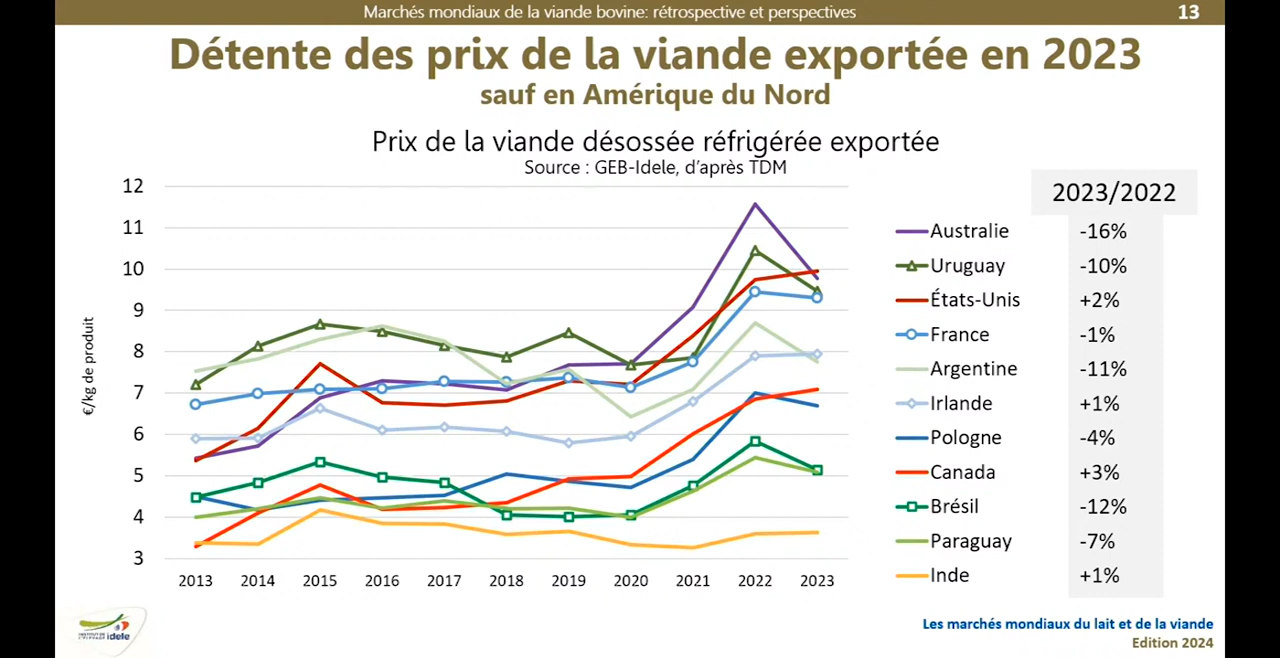 Marchés mondiaux de la viande bovine: rétrospective et perspectives
13
Détente des prix de la viande exportée en 2023
sauf en Amérique du Nord
Prix de la viande désossée réfrigérée exportée
Source : GEB-Idele, d'après TDM
2023/2022
€/kg de produit
12
11
10
9
8
7
6
5
4
3
2013 2014 2015 2016 2017 2018 2019 2020 2021 2022 2023
Australie -16%
Uruguay -10%
États-Unis +2%
France -1%
Argentine -11%
Irlande +1%
Pologne -4%
Canada +3%
Brésil -12%
Paraguay -7%
Inde +1%
INSTITUT DE
L'ÉLEVAGE idele
Les marchés mondiaux du lait et de la viande
Edition 2024